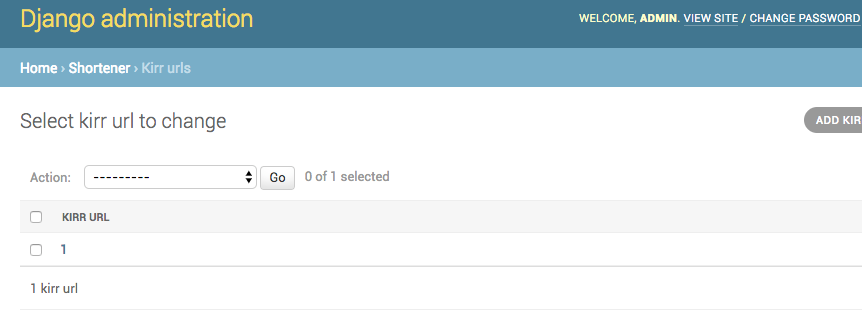 Django administration
WELCOME, ADMIN. VIEW SITE / CHANGE PASSWORD
Home › Shortener › Kirr urls
Select kirr url to change
ADD KIR
Action: --------- Go 0 of 1 selected
KIRR URL
1
1 kirr url